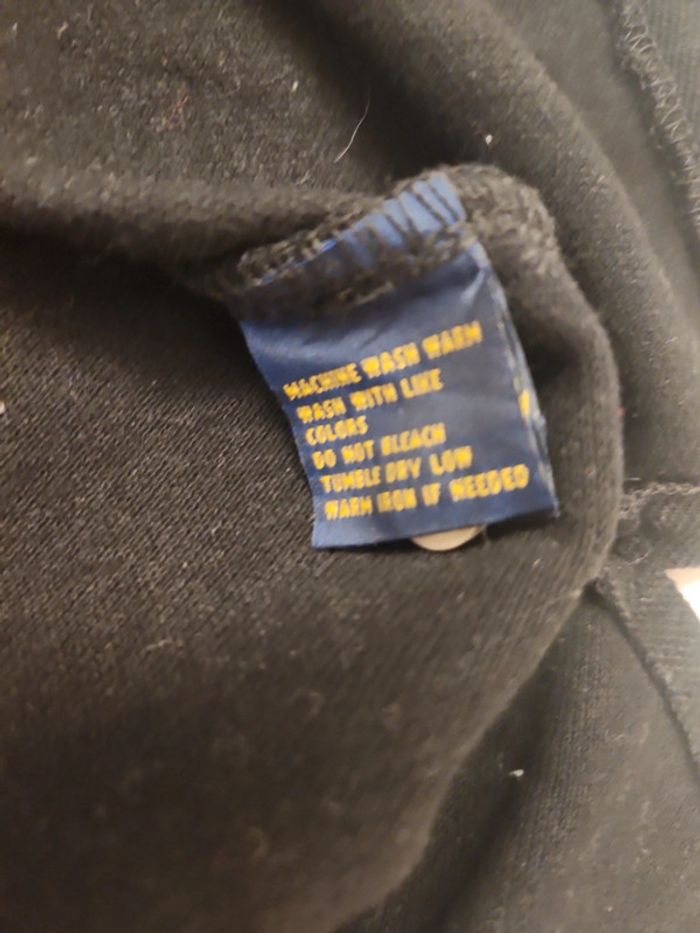 MACHINE WASH WARM
WASH WITH LIKE
COLORS
DO NOT BLEACH
TUMBLE DRY LOW
WARM IRON IF NEEDED